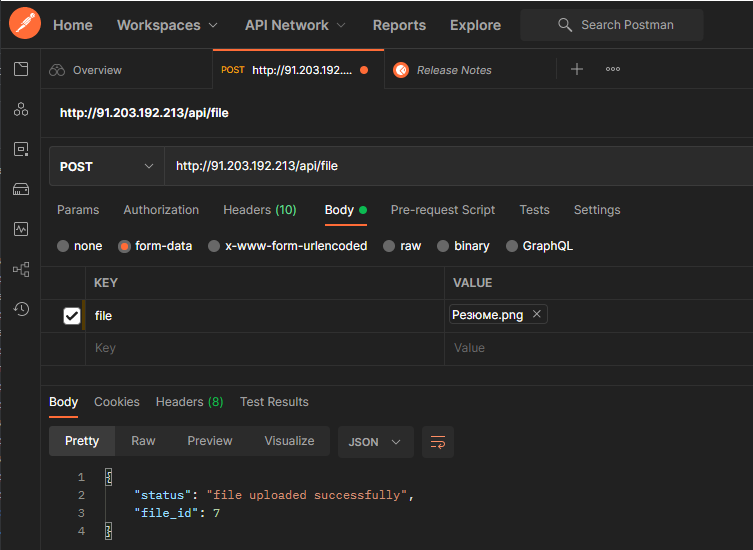 Home Workspaces API Network Reports Explore Search Postman
Overview POST http://91.203.192.... Release Notes
http://91.203.192.213/api/file
POST http://91.203.192.213/api/file
Params Authorization Headers (10) Body Pre-request Script Tests Settings
none form-data x-www-form-urlencoded raw binary GraphQL
KEY VALUE
file Резюме.png
Key Value
Body Cookies Headers (8) Test Results
Pretty Raw Preview Visualize JSON
1 {
2 "status": "file uploaded successfully",
3 "file_id": 7
4 }